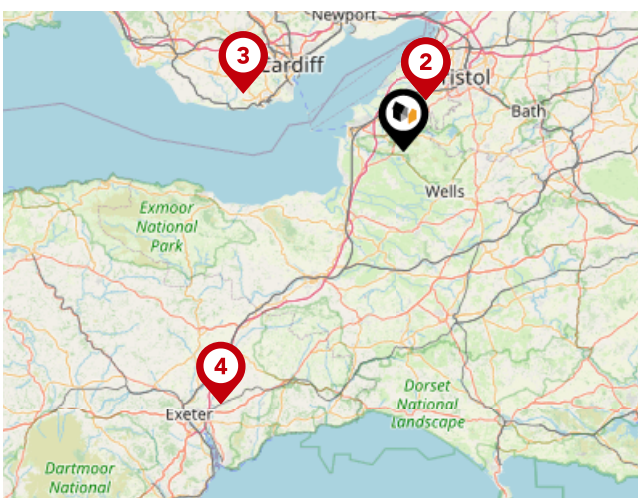 Newport
3
Cardiff
2
Bristol
Bath
Wells
Exmoor
National
Park
4
Exeter
Dorset
National
Landscape
Dartmoor
National